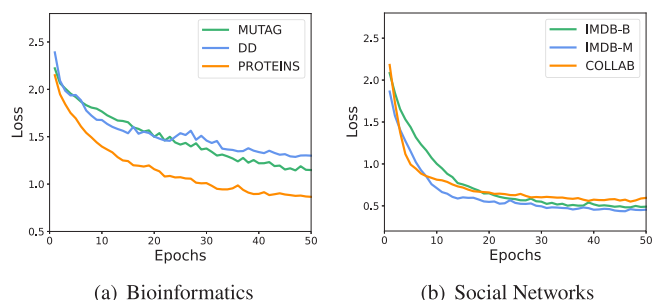 MUTAG
DD
PROTEINS
Loss
2.5
2.0
1.5
1.0
0.5
0 10 20 30 40 50
Epochs
(a) Bioinformatics
IMDB-B
IMDB-M
COLLAB
Loss
2.5
2.0
1.5
1.0
0.5
0 10 20 30 40 50
Epochs
(b) Social Networks